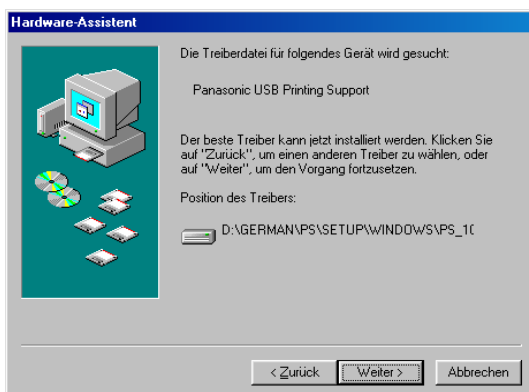 Hardware-Assistent
Die Treiberdatei für folgendes Gerät wird gesucht:
Panasonic USB Printing Support
Der beste Treiber kann jetzt installiert werden. Klicken Sie
auf "Zurück", um einen anderen Treiber zu wählen, oder
auf "Weiter", um den Vorgang fortzusetzen.
Position des Treibers:
D:\GERMAN\PS\SETUP\WINDOWS\PS_10
< Zurück
Weiter >
Abbrechen